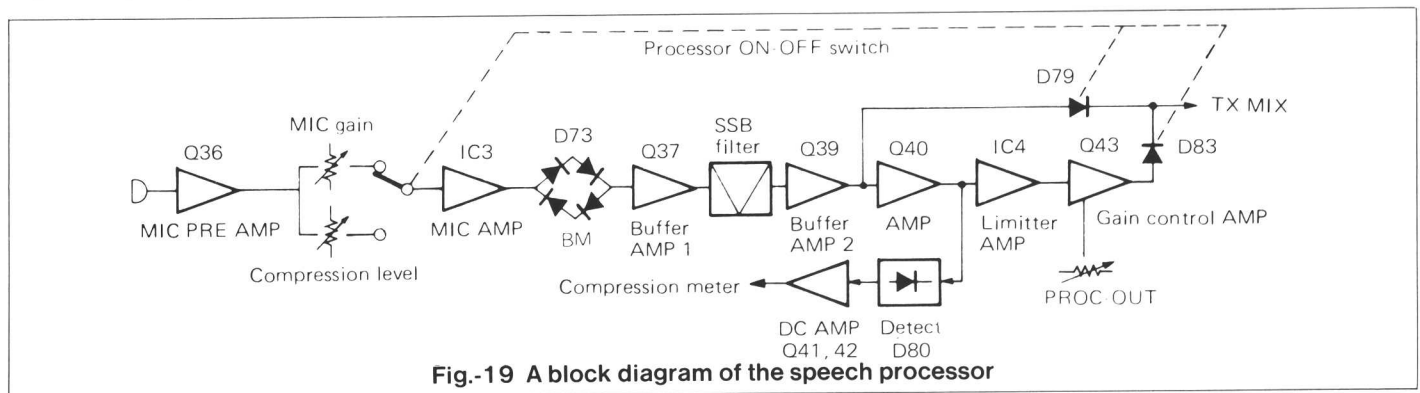 Processor ON-OFF switch
D79
TX MIX
MIC gain
Q36
IC3
D73
Q37
SSB
filter
Q39
Q40
IC4
Q43
D83
MIC PRE AMP
MIC AMP
BM
Buffer
AMP 1
Buffer
AMP 2
AMP
Limitter
AMP
Gain control AMP
Compression level
Compression meter
PROC-OUT
DC AMP
Q41, 42
Detect
D80
Fig.-19 A block diagram of the speech processor